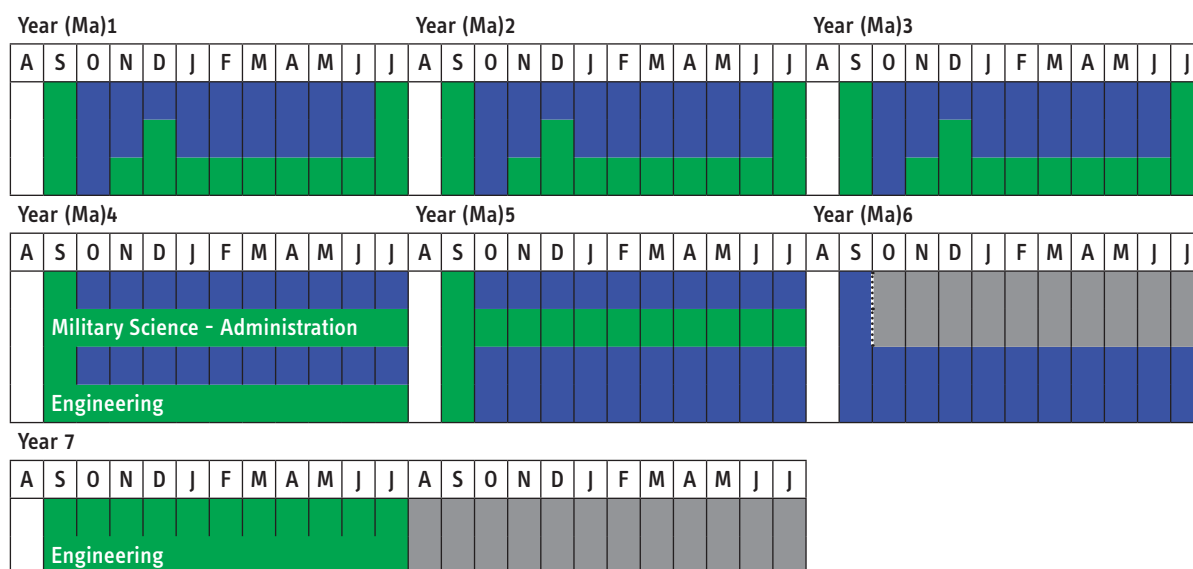 Year (Ma)1 Year (Ma)2 Year (Ma)3
A S O N D J F M A M J J A S O N D J F M A M J J A S O N D J F M A M J J
Year (Ma)4 Year (Ma)5 Year (Ma)6
A S O N D J F M A M J J A S O N D J F M A M J J A S O N D J F M A M J J
Military Science - Administration
Engineering
Year 7
A S O N D J F M A M J J A S O N D J F M A M J J
Engineering